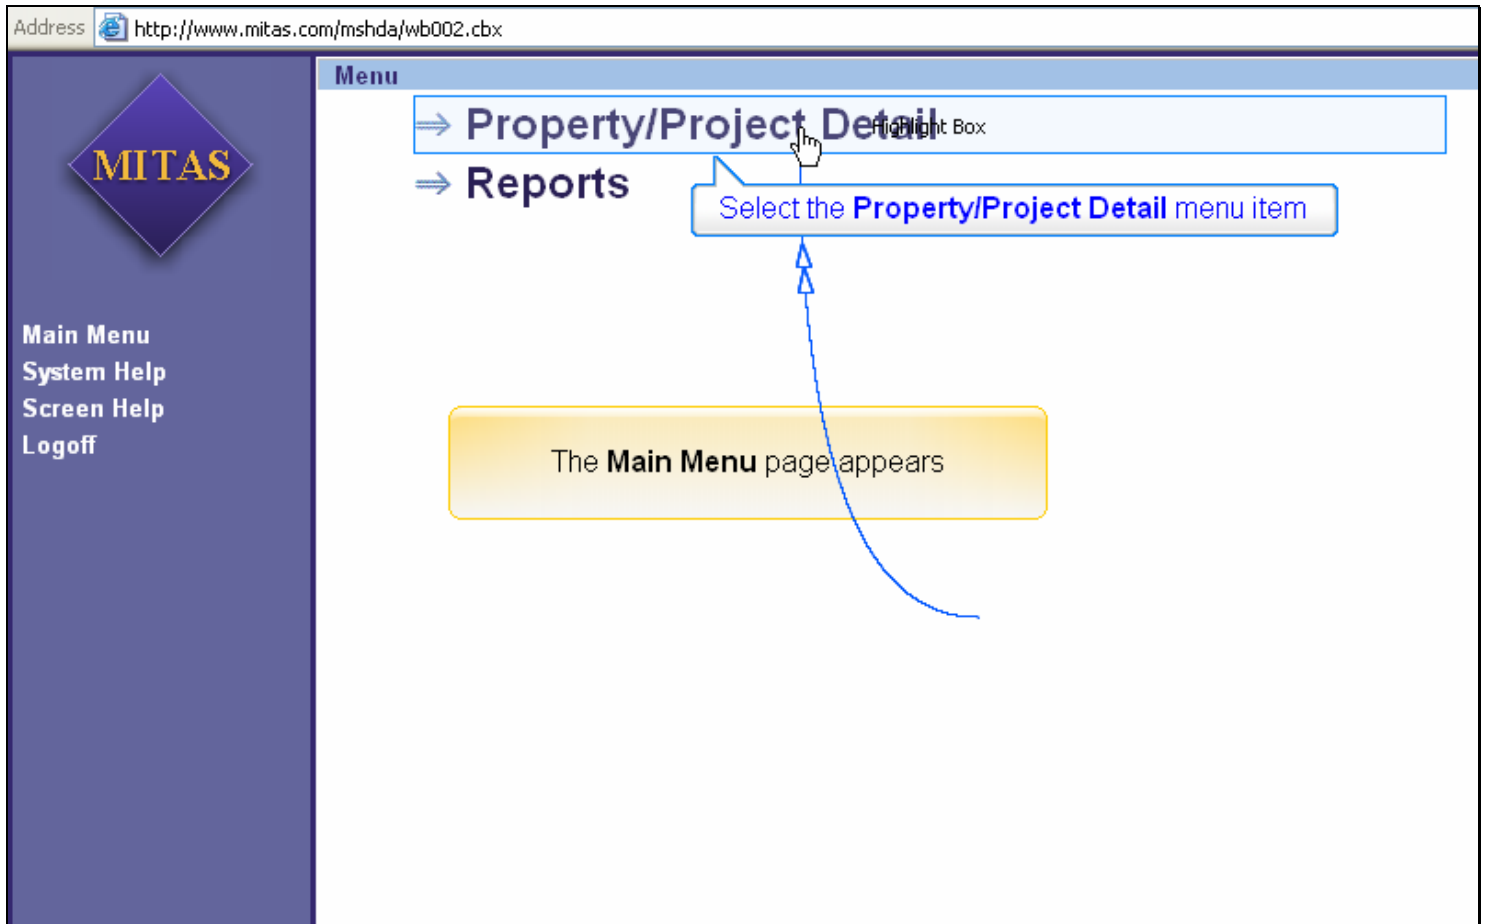 Address http://www.mitas.com/mshda/wb002.cbx
MITAS
Main Menu
System Help
Screen Help
Logoff
Menu
⇒ Property/Project Detail
Highlight Box
⇒ Reports
Select the Property/Project Detail menu item
The Main Menu page appears